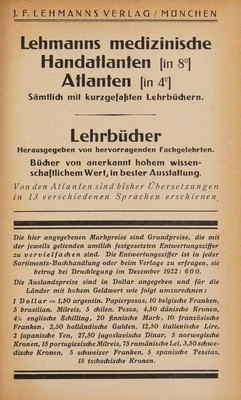 J. F. LEHMANNS VERLAG / MÜNCHEN
Lehmanns medizinische
Handatlanten [in 8°]
Atlanten [in 4°]
Sämtlich mit kurzgefaßten Lehrbüchern.
Lehrbücher
Herausgegeben von hervorragenden Fachgelehrten.
Bücher von anerkannt hohem wissen-
schaftlichem Wert, in bester Ausstattung.
Von den Atlanten sind bisher Übersetzungen
in 13 verschiedenen Sprachen erschienen.
Die hier angegebenen Markpreise sind Grundpreise, die mit
der jeweils geltenden amtlich festgesetzten Entwertungsziffer
zu vervielfachen sind. Die Entwertungsziffer ist in jeder
Sortiments-Buchhandlung oder beim Verlage zu erfragen, sie
betrug bei Drucklegung im Dezember 1922: 600.
Die Auslandspreise sind in Dollar angegeben und für die
Länder mit hohem Geldwert wie folgt umzurechnen:
1 Dollar = 1,50 argentin. Papierpesos, 10 belgische Franken,
5 brasilian. Milreis, 5 chilen. Pesos, 4,50 dänische Kronen,
4½ englische Schilling, 20 finnische Mark, 10 französische
Franken, 2,50 holländische Gulden, 12,50 italienische Lire,
2 japanische Yen, 27,50 jugoslavische Dinar, 5 norwegische
Kronen, 15 portugiesische Milreis, 75 rumänische Lei, 3,50 schwe-
dische Kronen, 5 schweizer Franken, 5 spanische Pesetas,
15 tschechische Kronen.